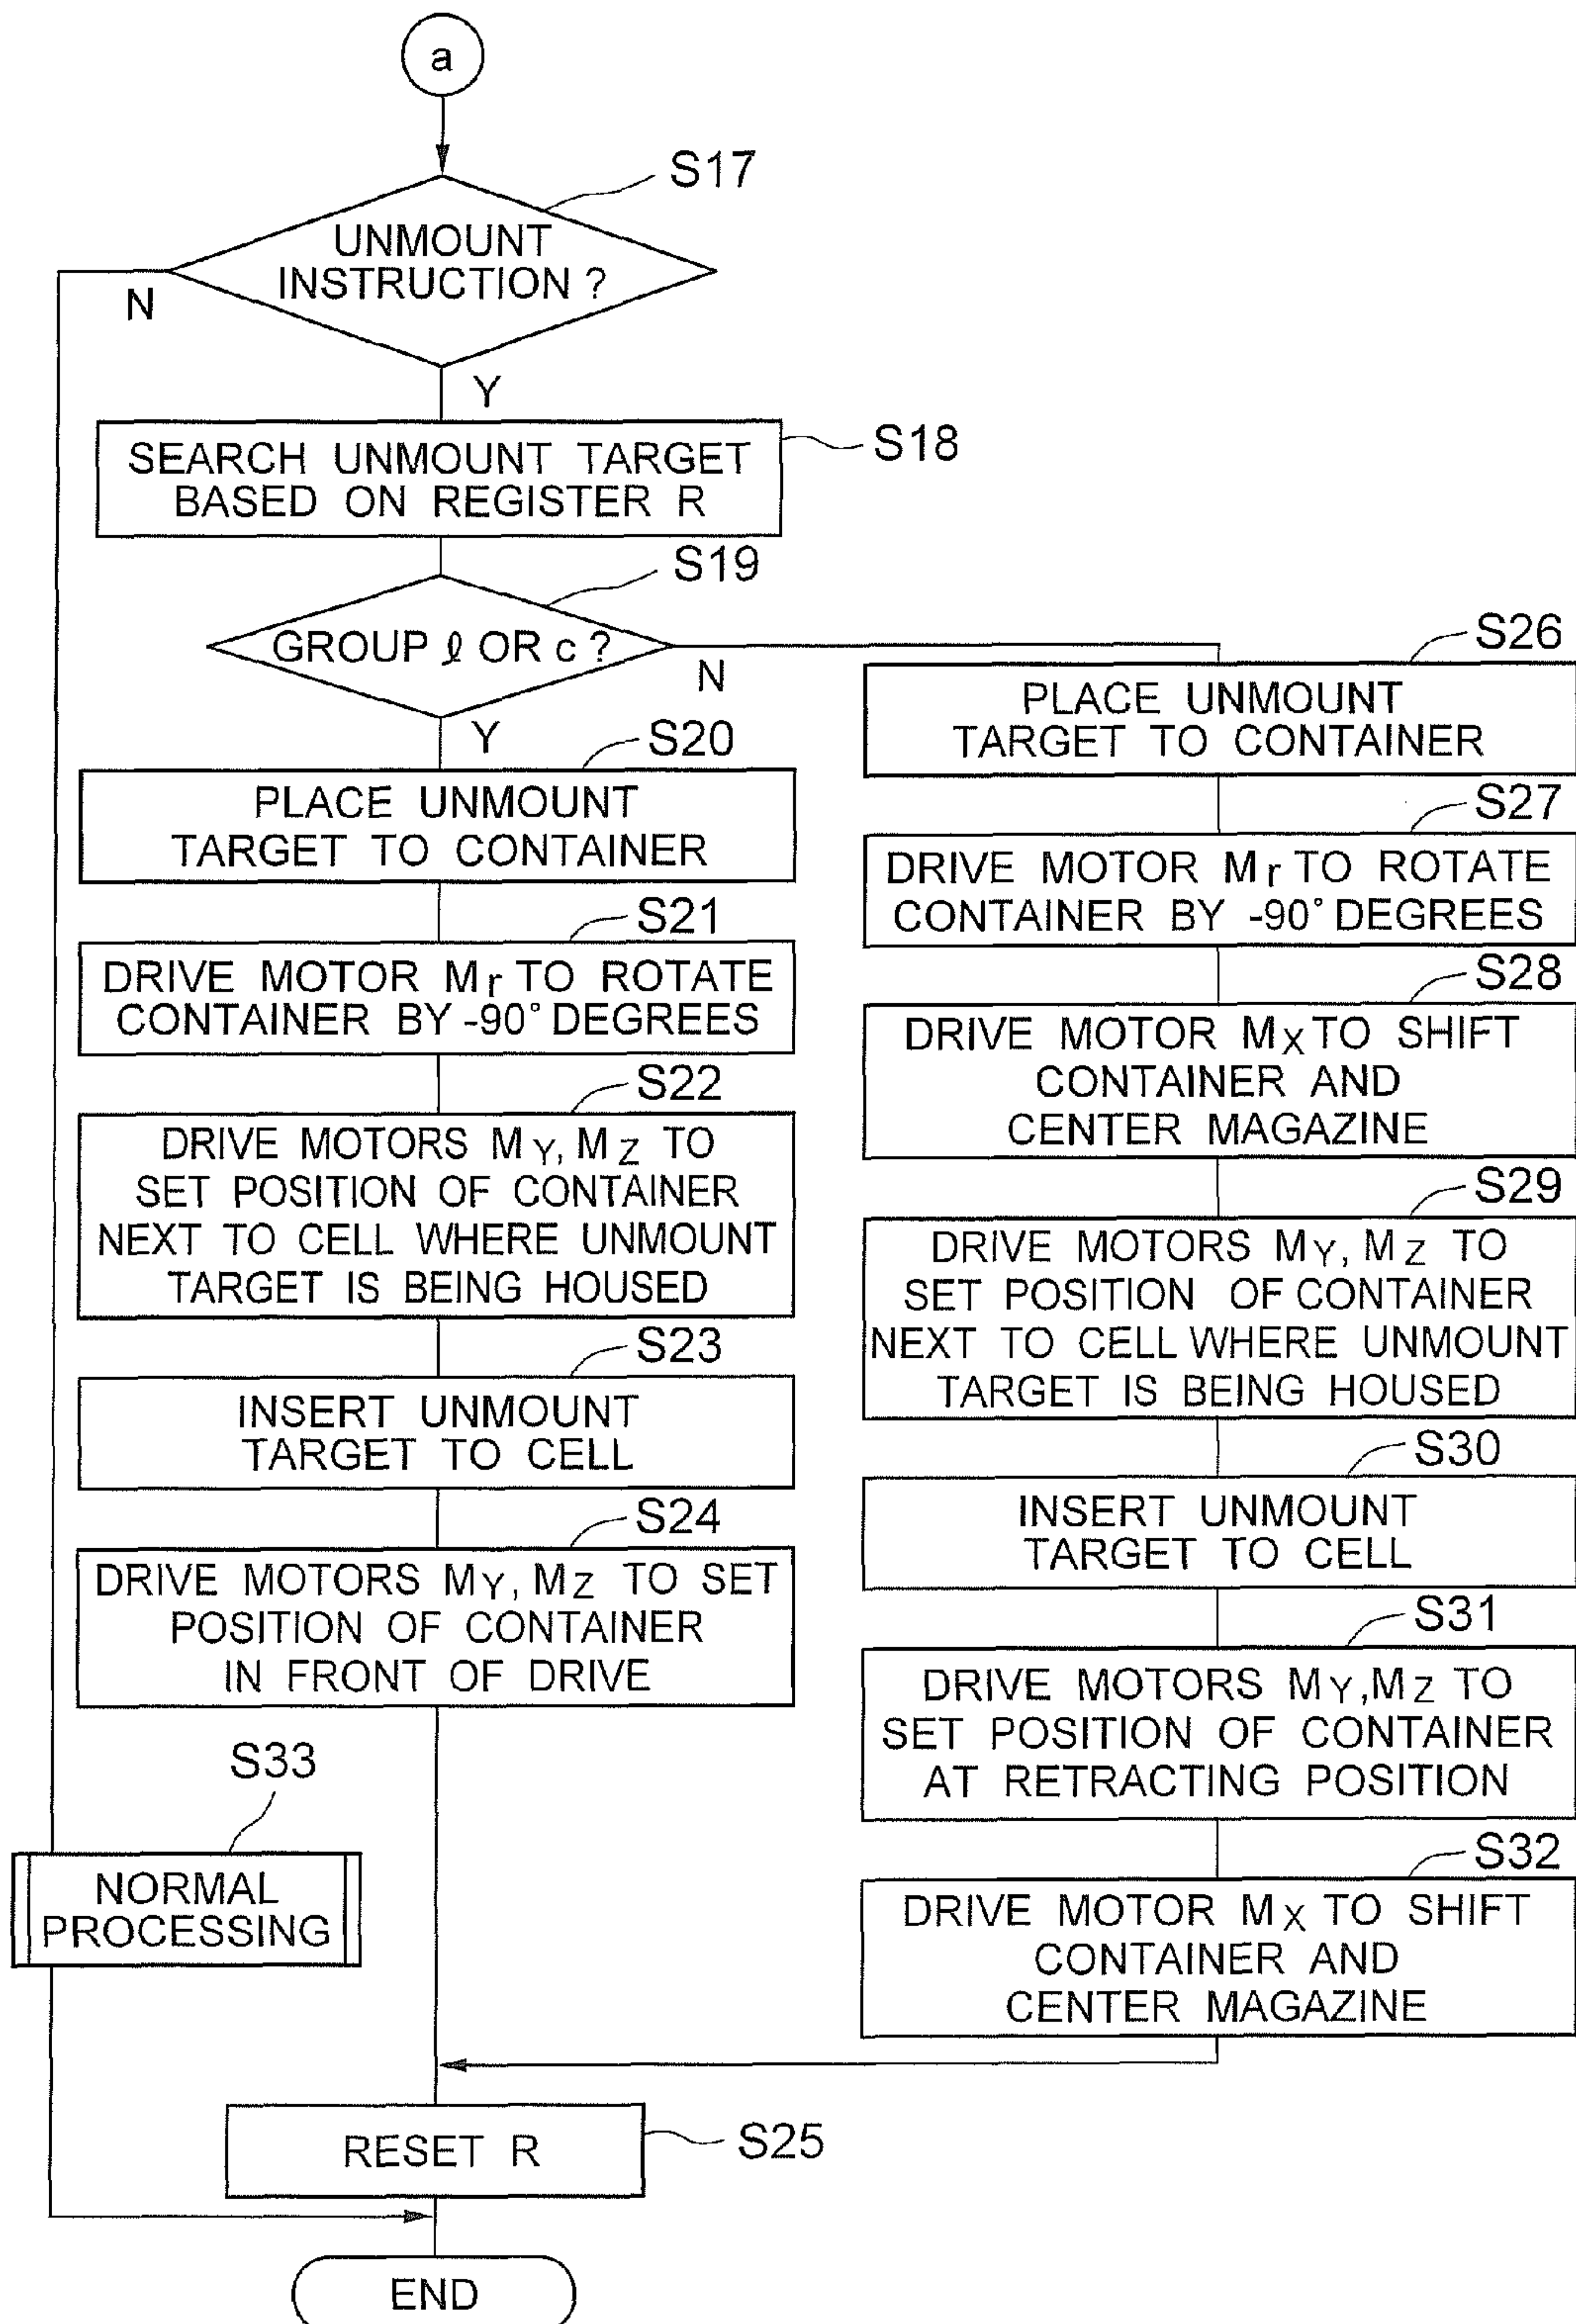 a
S17
UNMOUNT
INSTRUCTION ?
N
Y
SEARCH UNMOUNT TARGET
BASED ON REGISTER R
S18
S19
GROUP ℓ OR c ?
N
Y
S20
PLACE UNMOUNT
TARGET TO CONTAINER
S21
DRIVE MOTOR Mr TO ROTATE
CONTAINER BY -90° DEGREES
S22
DRIVE MOTORS MY, MZ TO
SET POSITION OF CONTAINER
NEXT TO CELL WHERE UNMOUNT
TARGET IS BEING HOUSED
S23
INSERT UNMOUNT
TARGET TO CELL
S24
DRIVE MOTORS MY, MZ TO SET
POSITION OF CONTAINER
IN FRONT OF DRIVE
S26
PLACE UNMOUNT
TARGET TO CONTAINER
S27
DRIVE MOTOR Mr TO ROTATE
CONTAINER BY -90° DEGREES
S28
DRIVE MOTOR MX TO SHIFT
CONTAINER AND
CENTER MAGAZINE
S29
DRIVE MOTORS MY, MZ TO
SET POSITION OF CONTAINER
NEXT TO CELL WHERE UNMOUNT
TARGET IS BEING HOUSED
S30
INSERT UNMOUNT
TARGET TO CELL
S31
DRIVE MOTORS MY,MZ TO
SET POSITION OF CONTAINER
AT RETRACTING POSITION
S32
DRIVE MOTOR MX TO SHIFT
CONTAINER AND
CENTER MAGAZINE
S33
NORMAL
PROCESSING
RESET R
S25
END